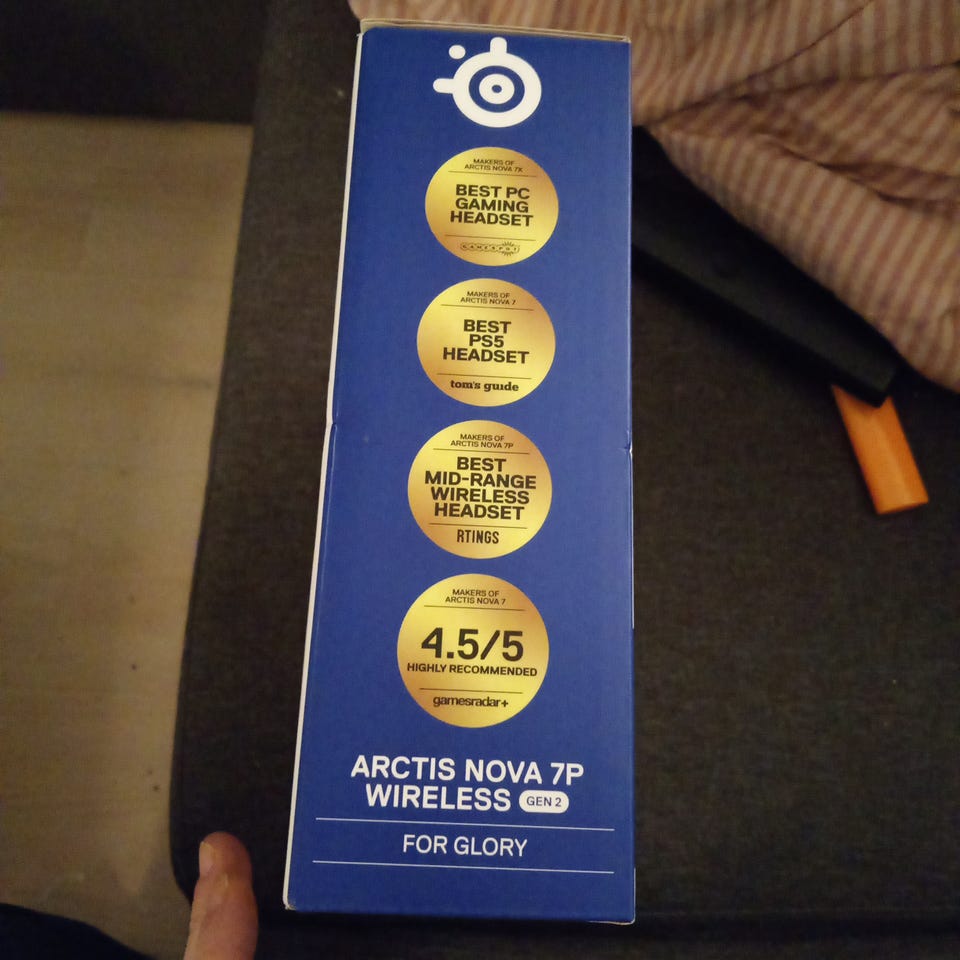 MAKERS OF
ARCTIS NOVA 7X
BEST PC
GAMING
HEADSET
GAMESPOT
MAKERS OF
ARCTIS NOVA 7
BEST
PS5
HEADSET
tom's guide
MAKERS OF
ARCTIS NOVA 7P
BEST
MID-RANGE
WIRELESS
HEADSET
RTINGS
MAKERS OF
ARCTIS NOVA 7
4.5/5
HIGHLY RECOMMENDED
gamesradar+
ARCTIS NOVA 7P
WIRELESS GEN 2
FOR GLORY